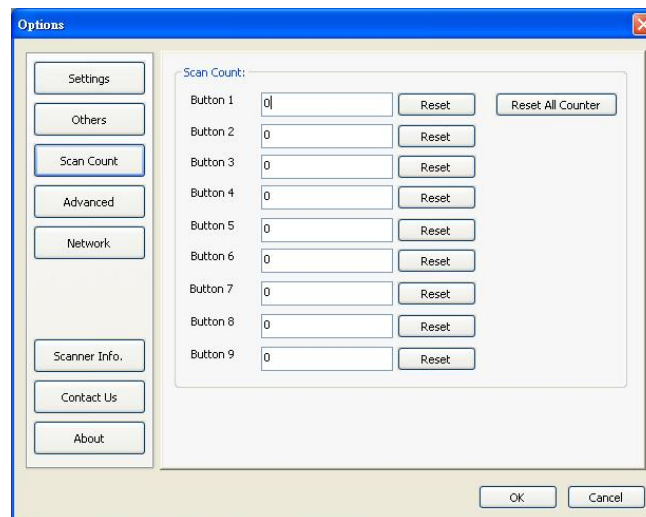 Options
Settings
Others
Scan Count
Advanced
Network
Scanner Info.
Contact Us
About
Scan Count:
Button 1 0 Reset Reset All Counter
Button 2 0 Reset
Button 3 0 Reset
Button 4 0 Reset
Button 5 0 Reset
Button 6 0 Reset
Button 7 0 Reset
Button 8 0 Reset
Button 9 0 Reset
OK Cancel